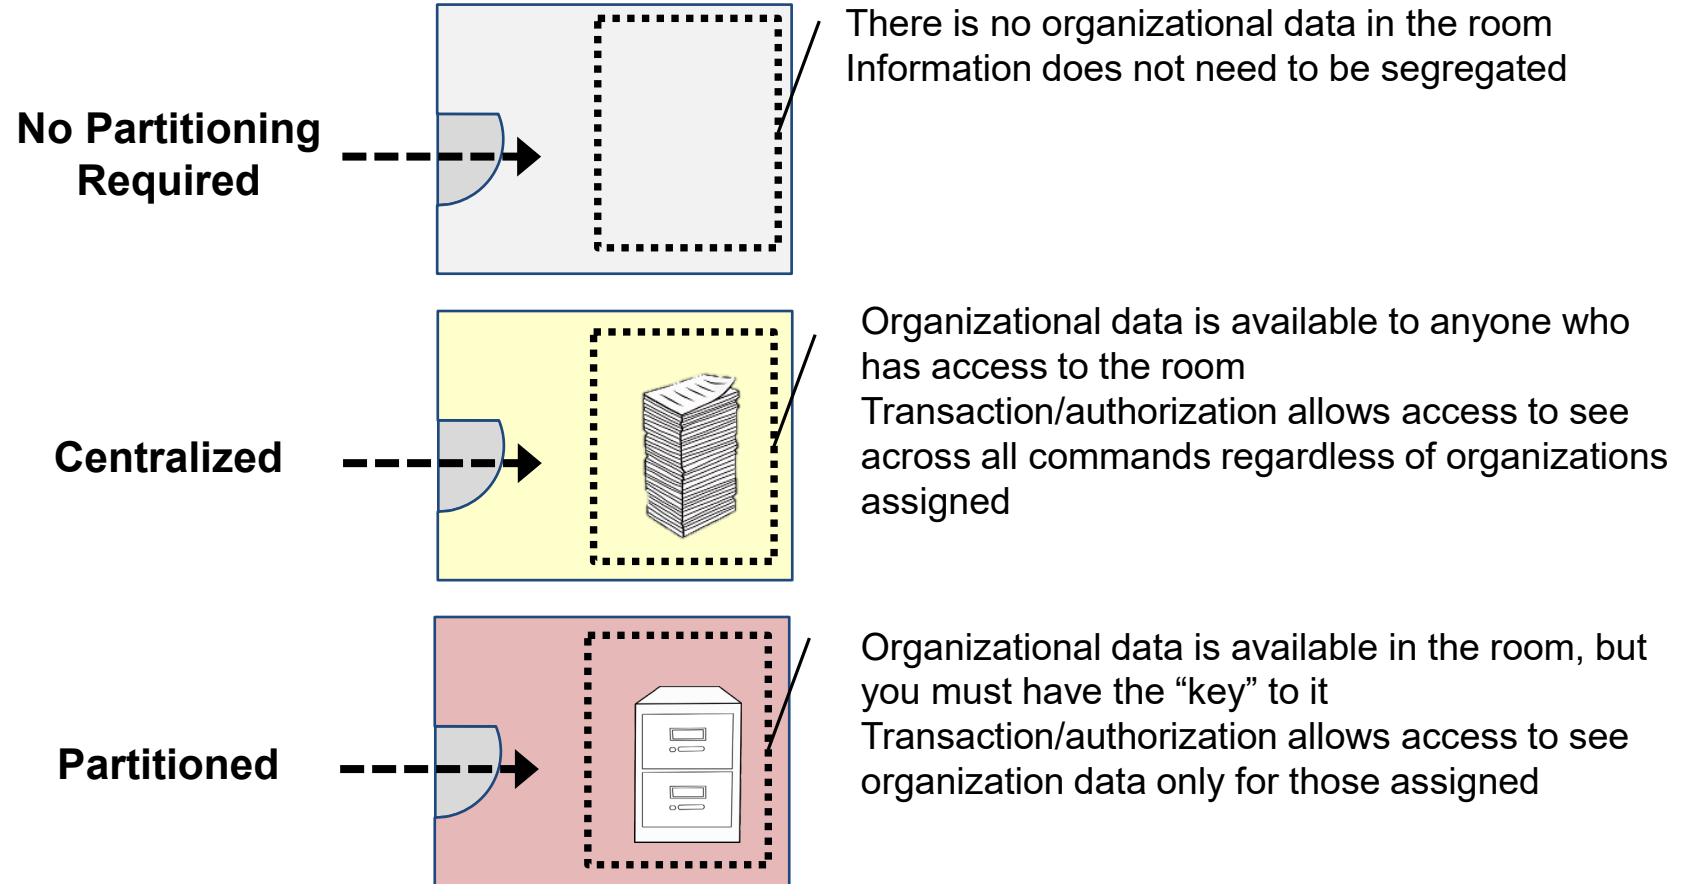 There is no organizational data in the room
Information does not need to be segregated
No Partitioning
Required
Organizational data is available to anyone who
has access to the room
Transaction/authorization allows access to see
across all commands regardless of organizations
assigned
Centralized
Organizational data is available in the room, but
you must have the “key” to it
Transaction/authorization allows access to see
organization data only for those assigned
Partitioned